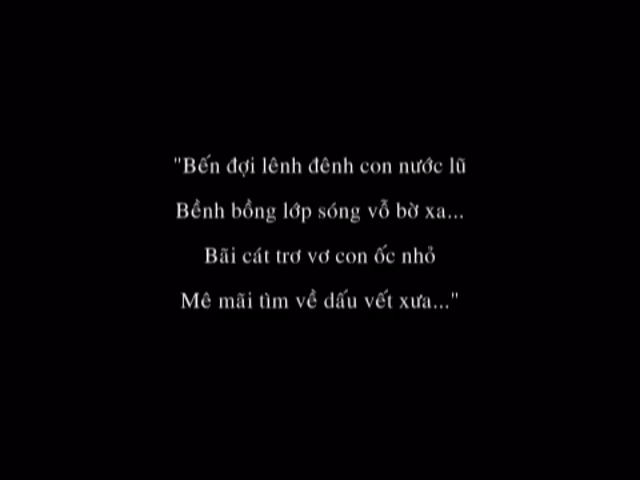 "Bến đợi lênh đênh con nước lũ
Bềnh bồng lớp sóng vỗ bờ xa...
Bãi cát trơ vơ con ốc nhỏ
Mê mãi tìm về dấu vết xưa..."